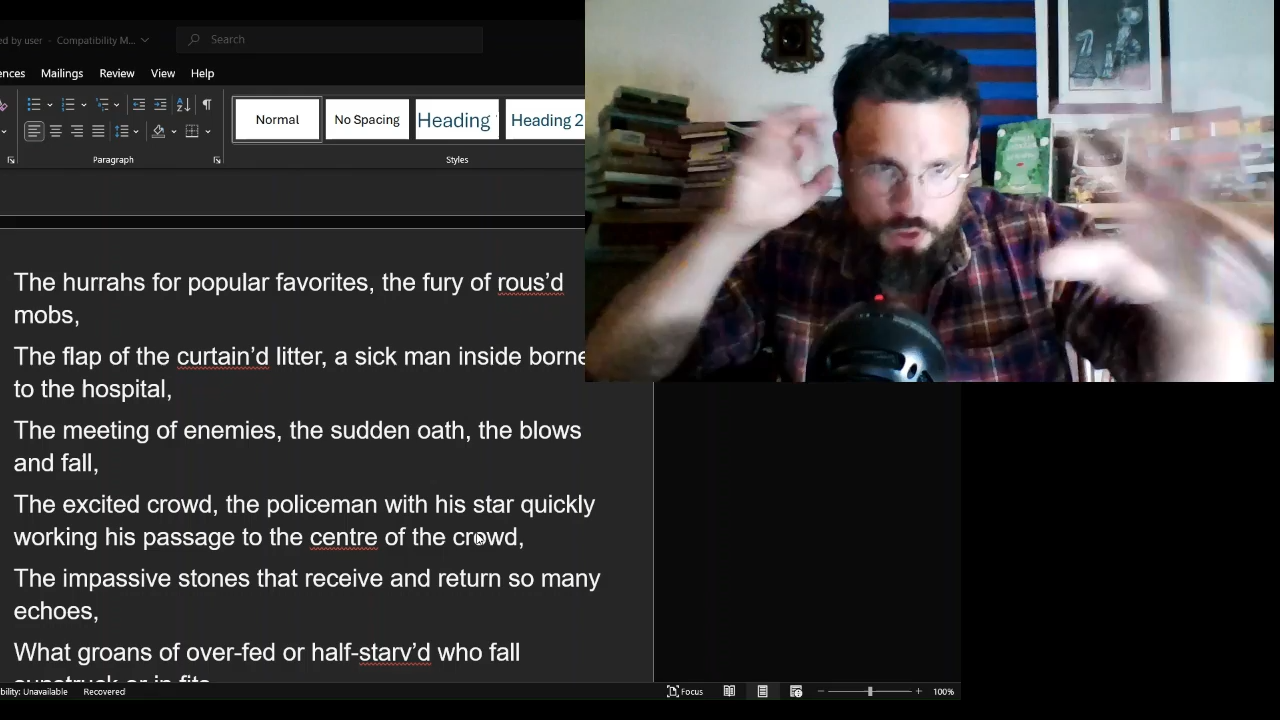 ed by user - Compatibility M... Search
ences Mailings Review View Help
Normal No Spacing Heading Heading 2
Paragraph Styles
The hurrahs for popular favorites, the fury of rous’d
mobs,
The flap of the curtain’d litter, a sick man inside borne
to the hospital,
The meeting of enemies, the sudden oath, the blows
and fall,
The excited crowd, the policeman with his star quickly
working his passage to the centre of the crowd,
The impassive stones that receive and return so many
echoes,
What groans of over-fed or half-starv’d who fall
sunstruck or in fits
bility: Unavailable Recovered Focus 100%